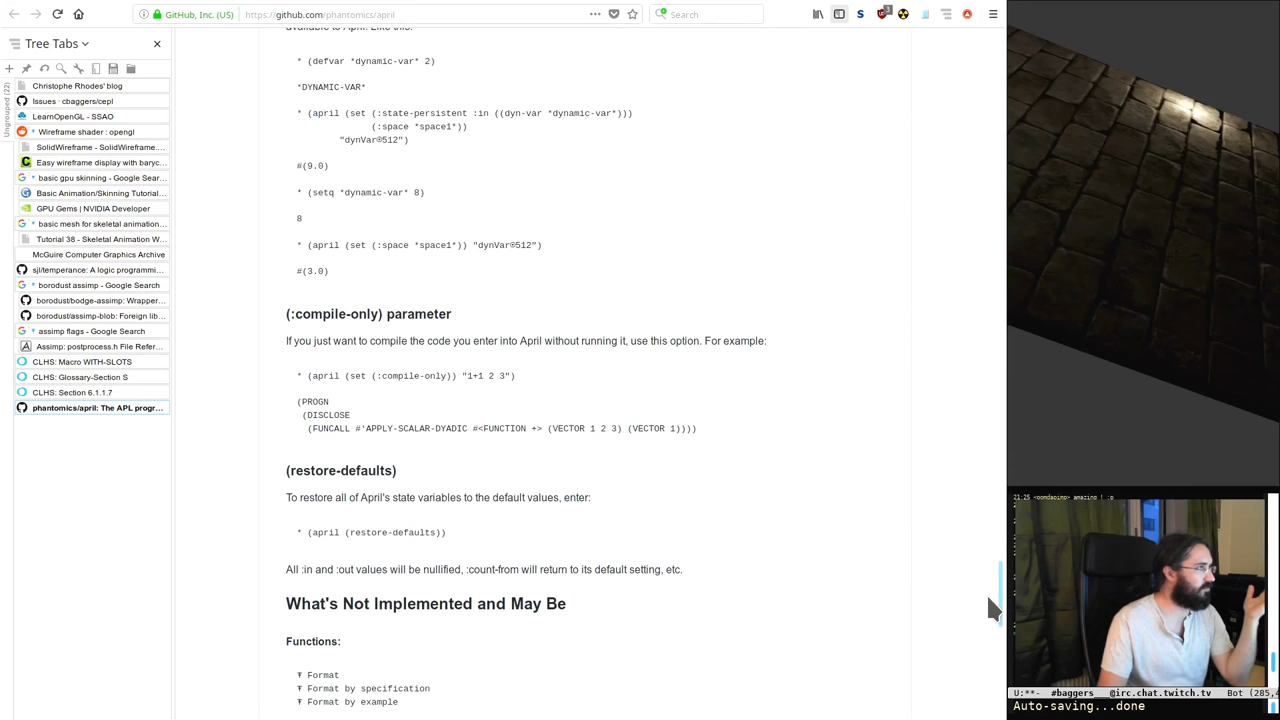 GitHub, Inc. (US)
https://github.com/phantomics/april
Search
3
Tree Tabs
Ungrouped (22)
Christophe Rhodes' blog
Issues · cbaggers/cepl
LearnOpenGL - SSAO
Wireframe shader : opengl
SolidWireframe - SolidWireframe....
Easy wireframe display with baryc...
basic gpu skinning - Google Sear...
Basic Animation/Skinning Tutorial...
GPU Gems | NVIDIA Developer
basic mesh for skeletal animation...
Tutorial 38 - Skeletal Animation W...
McGuire Computer Graphics Archive
sjl/temperance: A logic programmi...
borodust assimp - Google Search
borodust/bodge-assimp: Wrapper...
borodust/assimp-blob: Foreign lib...
assimp flags - Google Search
Assimp: postprocess.h File Refer...
CLHS: Macro WITH-SLOTS
CLHS: Glossary-Section S
CLHS: Section 6.1.1.7
phantomics/april: The APL progr...
available to April. Like this:
* (defvar *dynamic-var* 2)
*DYNAMIC-VAR*
* (april (set (:state-persistent :in ((dyn-var *dynamic-var*)))
(:space *space1*))
"dynVar⍟512")
#(9.0)
* (setq *dynamic-var* 8)
8
* (april (set (:space *space1*)) "dynVar⍟512")
#(3.0)
(:compile-only) parameter
If you just want to compile the code you enter into April without running it, use this option. For example:
* (april (set (:compile-only)) "1+1 2 3")
(PROGN
(DISCLOSE
(FUNCALL #'APPLY-SCALAR-DYADIC #<FUNCTION +> (VECTOR 1 2 3) (VECTOR 1))))
(restore-defaults)
To restore all of April's state variables to the default values, enter:
* (april (restore-defaults))
All :in and :out values will be nullified, :count-from will return to its default setting, etc.
What's Not Implemented and May Be
Functions:
⍕ Format
⍕ Format by specification
⍕ Format by example
U:**- #baggers___@irc.chat.twitch.tv Bot (285,4
Auto-saving...done